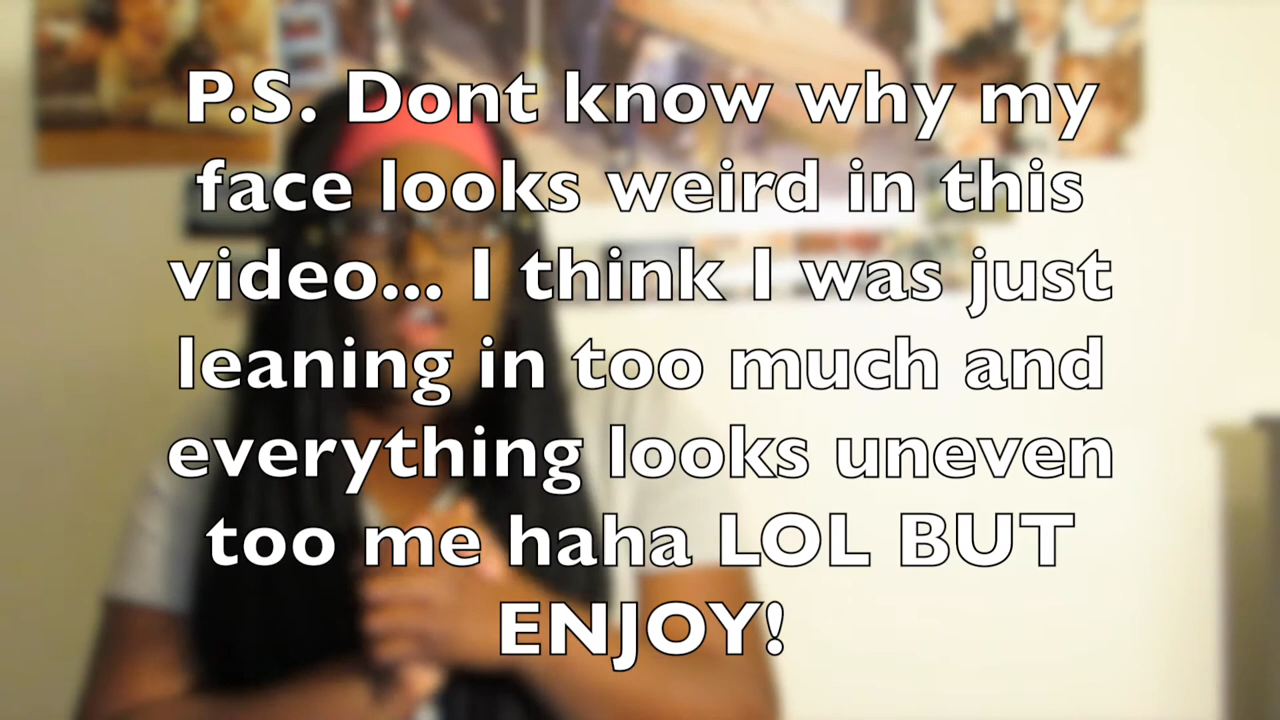 P.S. Dont know why my
face looks weird in this
video... I think I was just
leaning in too much and
everything looks uneven
too me haha LOL BUT
ENJOY!